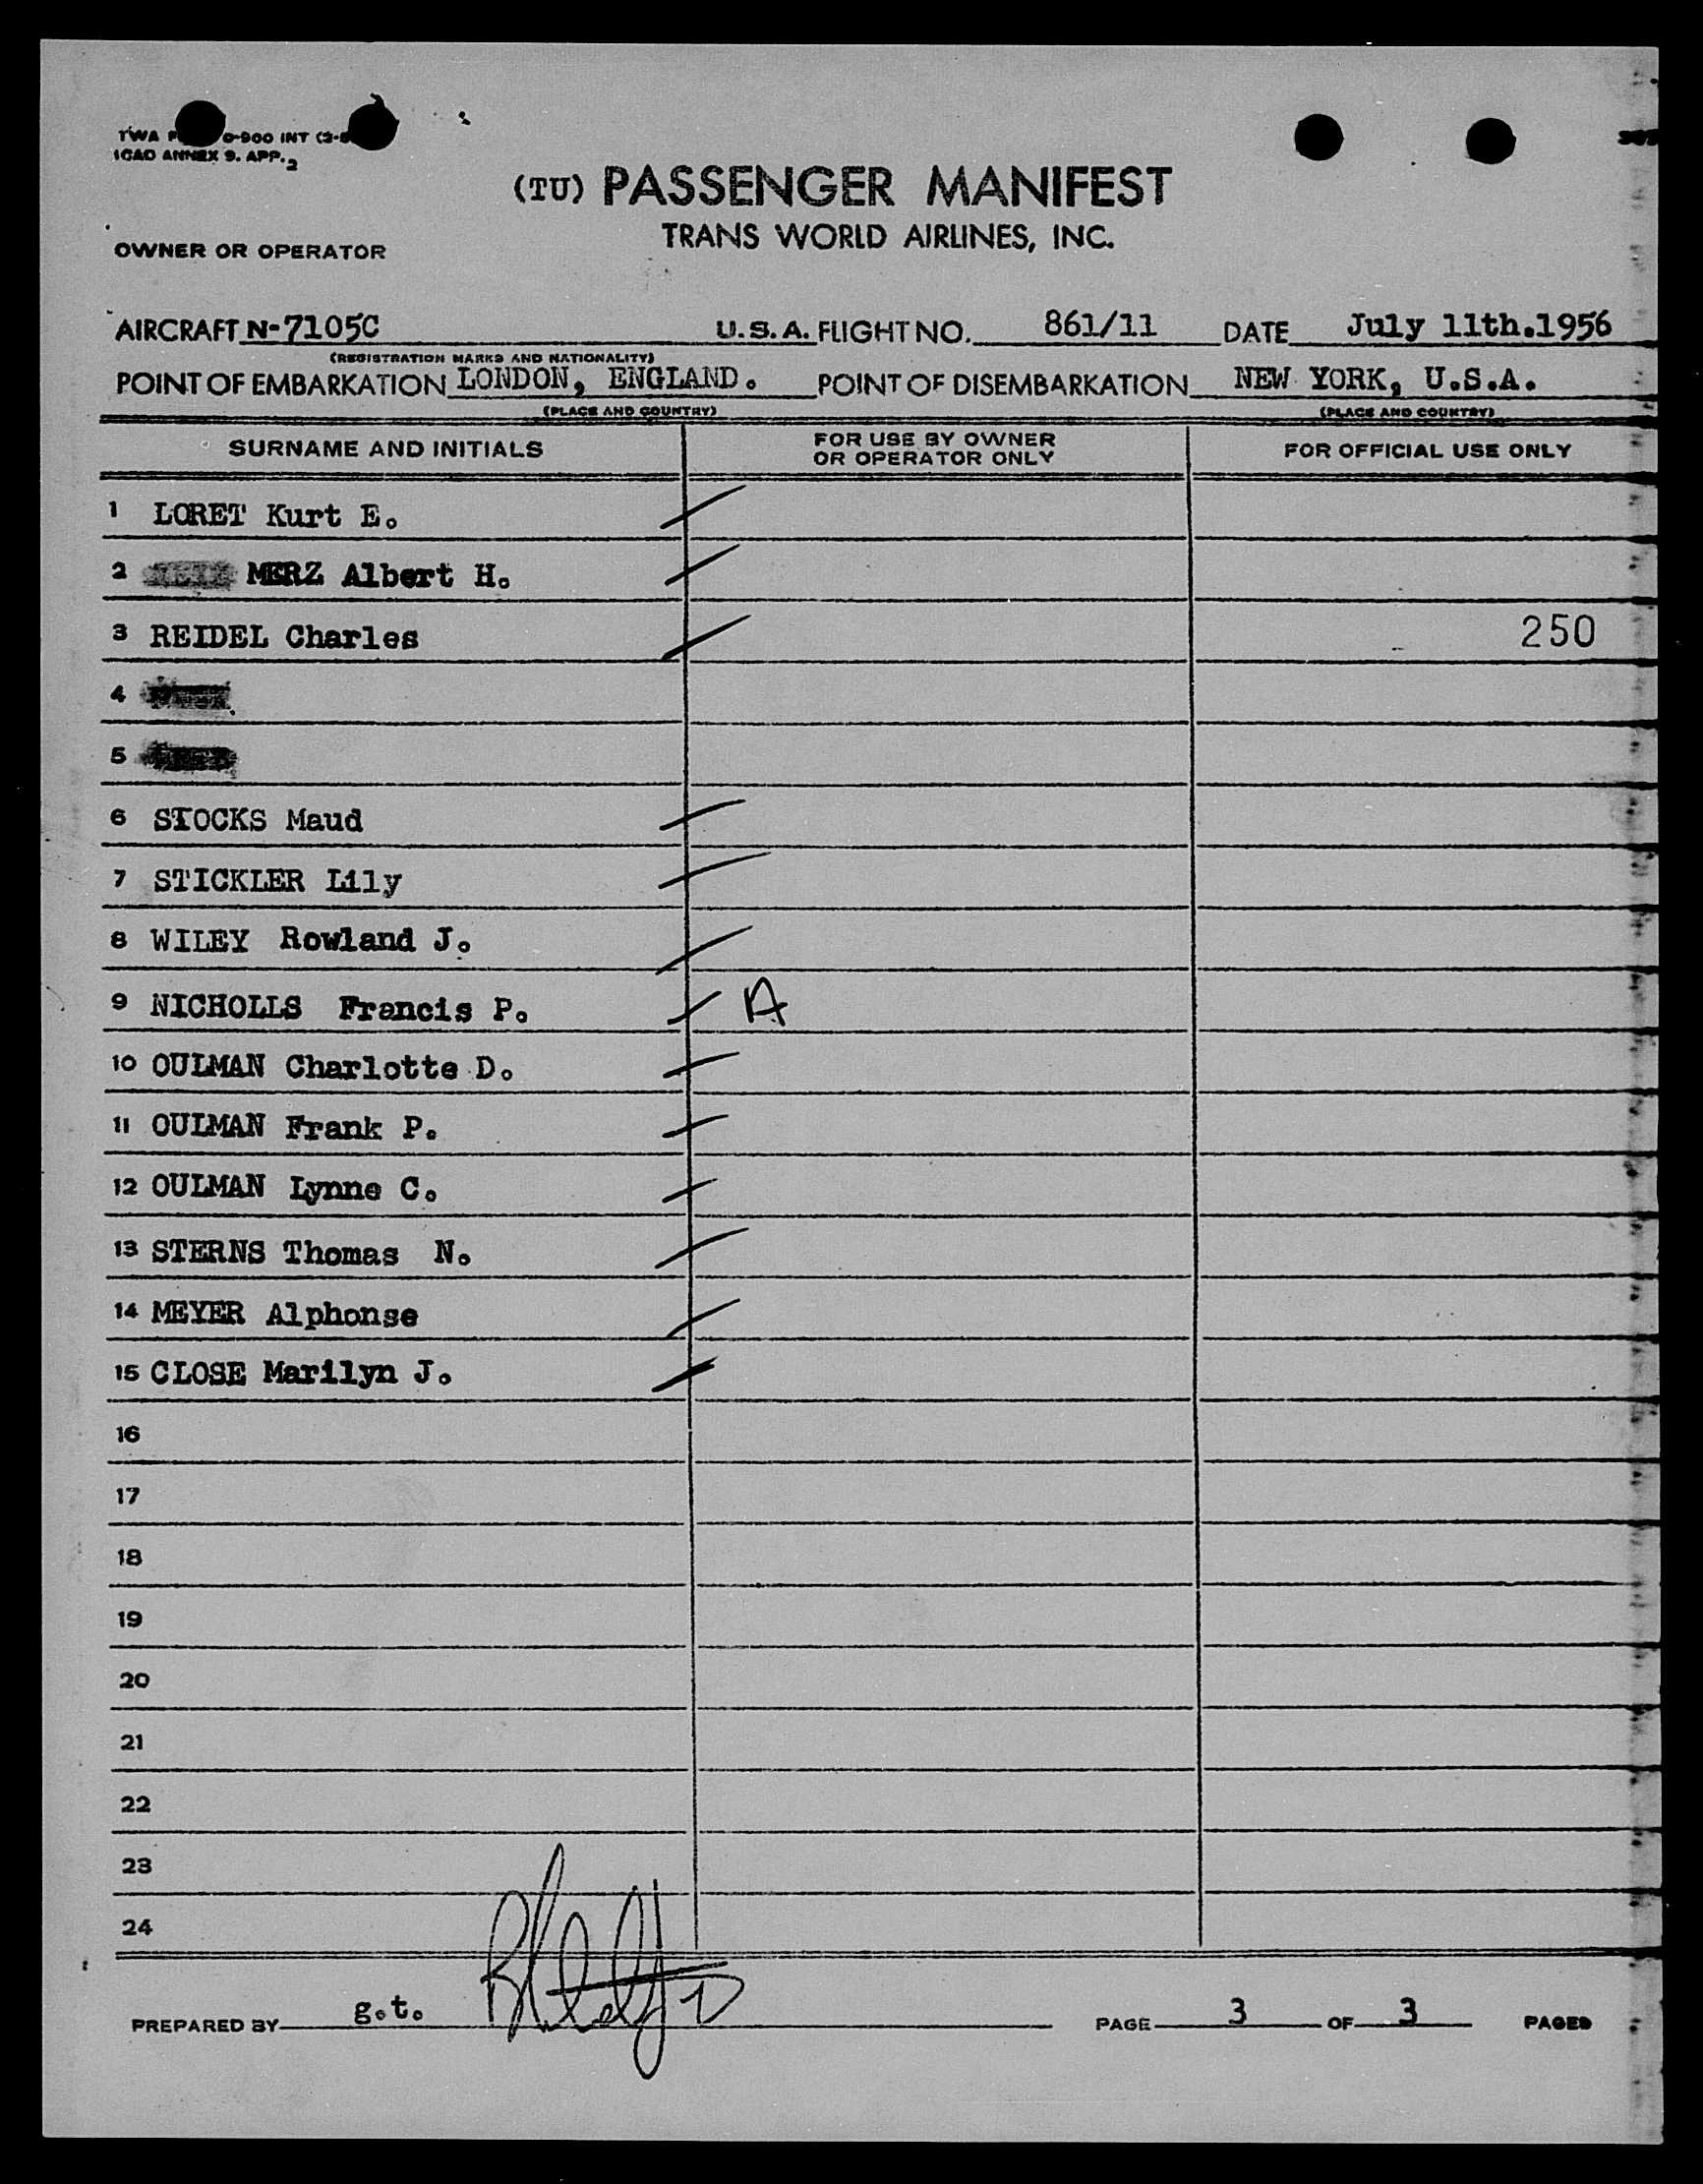 TWA 0-900 INT (3-
ICAO ANNEX 9. APP. 2
(TU) PASSENGER MANIFEST
TRANS WORLD AIRLINES, INC.
OWNER OR OPERATOR
AIRCRAFT N-7105C U.S.A. FLIGHT NO. 861/11 DATE July 11th.1956
(REGISTRATION MARKS AND NATIONALITY)
POINT OF EMBARKATION LONDON, ENGLAND. POINT OF DISEMBARKATION NEW YORK, U.S.A.
(PLACE AND COUNTRY) (PLACE AND COUNTRY)
SURNAME AND INITIALS FOR USE BY OWNER OR OPERATOR ONLY FOR OFFICIAL USE ONLY
1 LORET Kurt E.
2 MERZ Albert H.
3 REIDEL Charles 250
4
5
6 STOCKS Maud
7 STICKLER Lily
8 WILEY Rowland J.
9 NICHOLLS Francis P. A
10 OULMAN Charlotte D.
11 OULMAN Frank P.
12 OULMAN Lynne C.
13 STERNS Thomas N.
14 MEYER Alphonse
15 CLOSE Marilyn J.
16
17
18
19
20
21
22
23
24
PREPARED BY g.t. PAGE 3 OF 3 PAGES